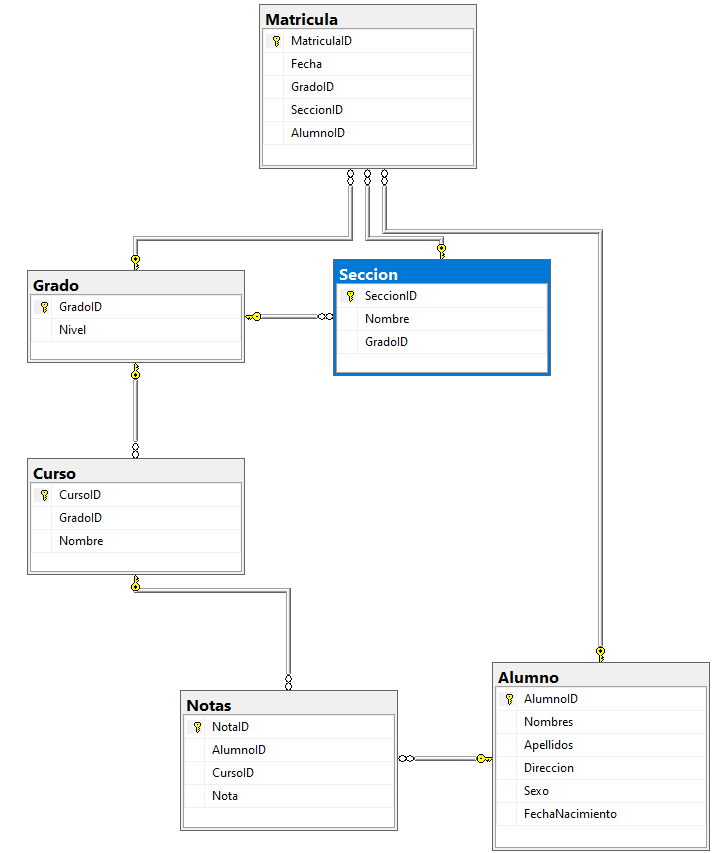 Matricula
MatriculaID
Fecha
GradoID
SeccionID
AlumnoID
Grado
GradoID
Nivel
Seccion
SeccionID
Nombre
GradoID
Curso
CursoID
GradoID
Nombre
Notas
NotaID
AlumnoID
CursoID
Nota
Alumno
AlumnoID
Nombres
Apellidos
Direccion
Sexo
FechaNacimiento